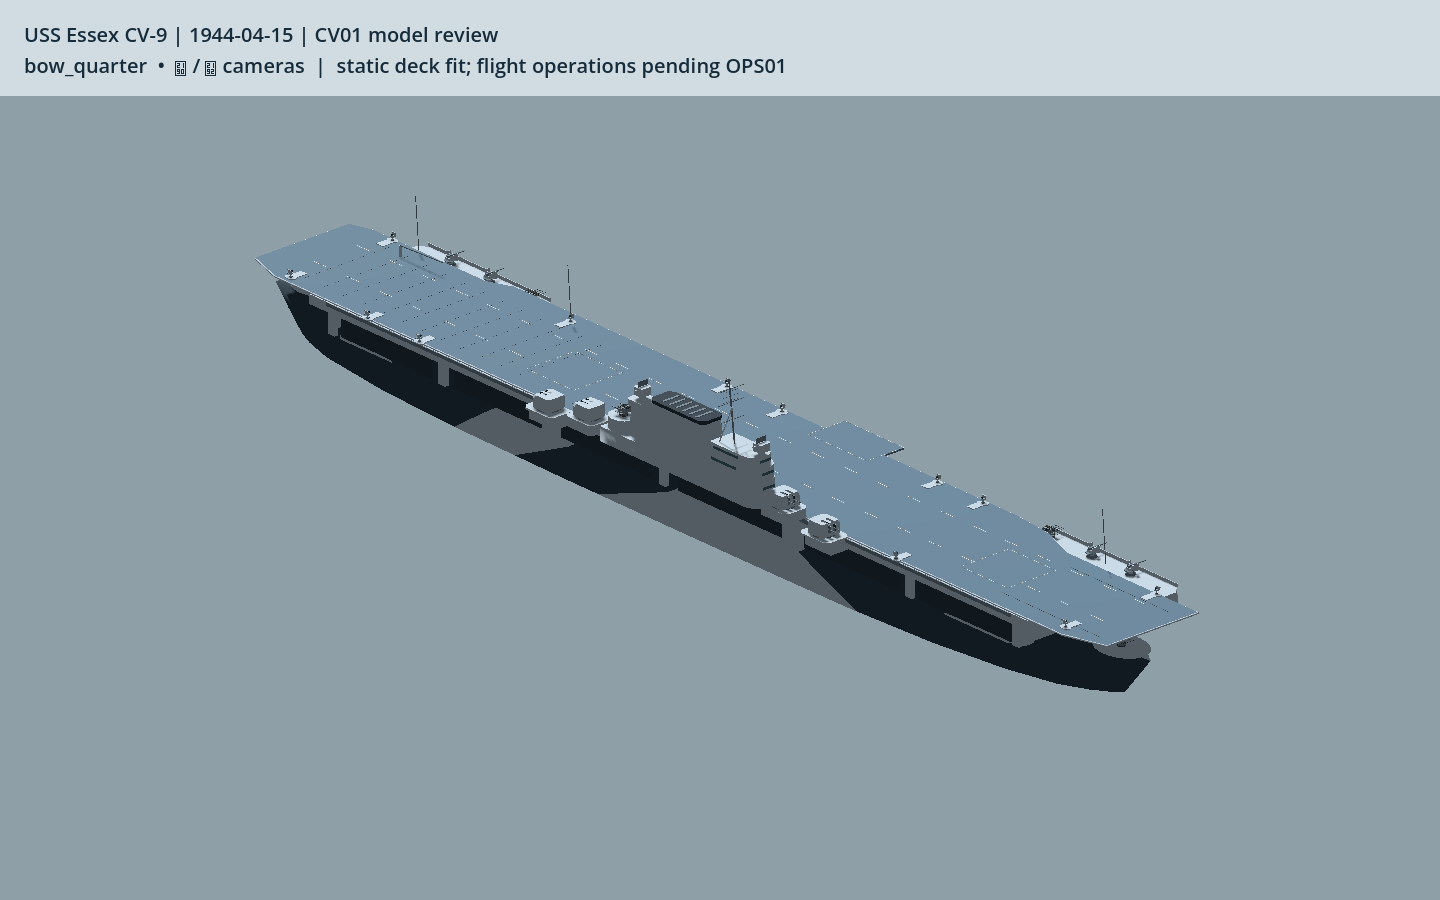 USS Essex CV-9 | 1944-04-15 | CV01 model review
bow_quarter • / cameras | static deck fit; flight operations pending OPS01